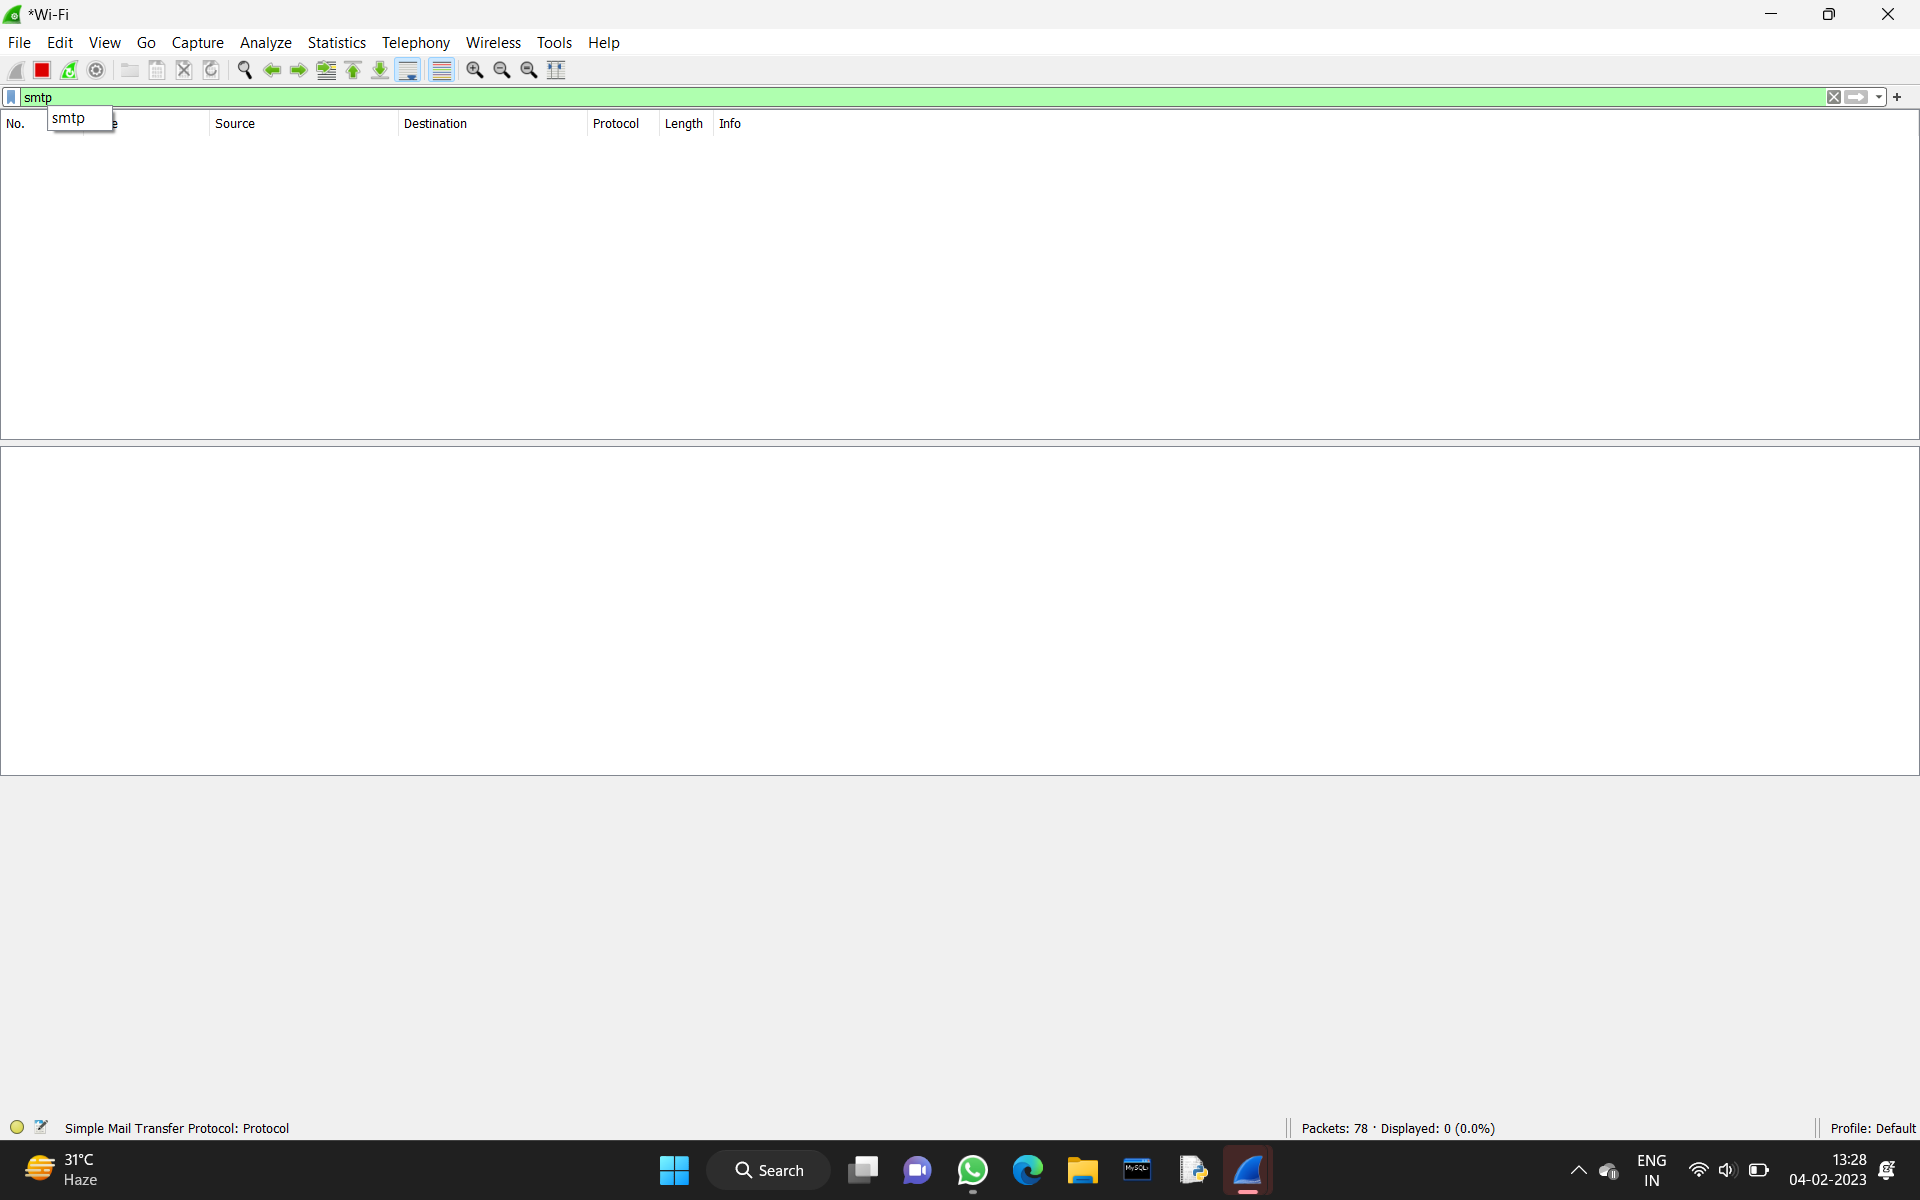 *Wi-Fi
File Edit View Go Capture Analyze Statistics Telephony Wireless Tools Help
smtp
smtp
No. Source Destination Protocol Length Info
Simple Mail Transfer Protocol: Protocol
Packets: 78 · Displayed: 0 (0.0%)
Profile: Default
31°C
Haze
Search
MySQL
ENG
IN
13:28
04-02-2023